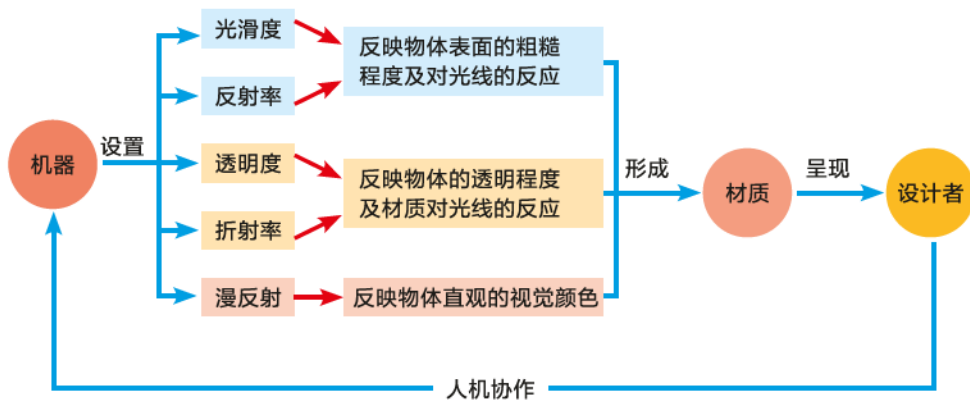 机器
设置
光滑度
反射率
透明度
折射率
漫反射
反映物体表面的粗糙
程度及对光线的反应
反映物体的透明程度
及材质对光线的反应
反映物体直观的视觉颜色
形成
材质
呈现
设计者
人机协作